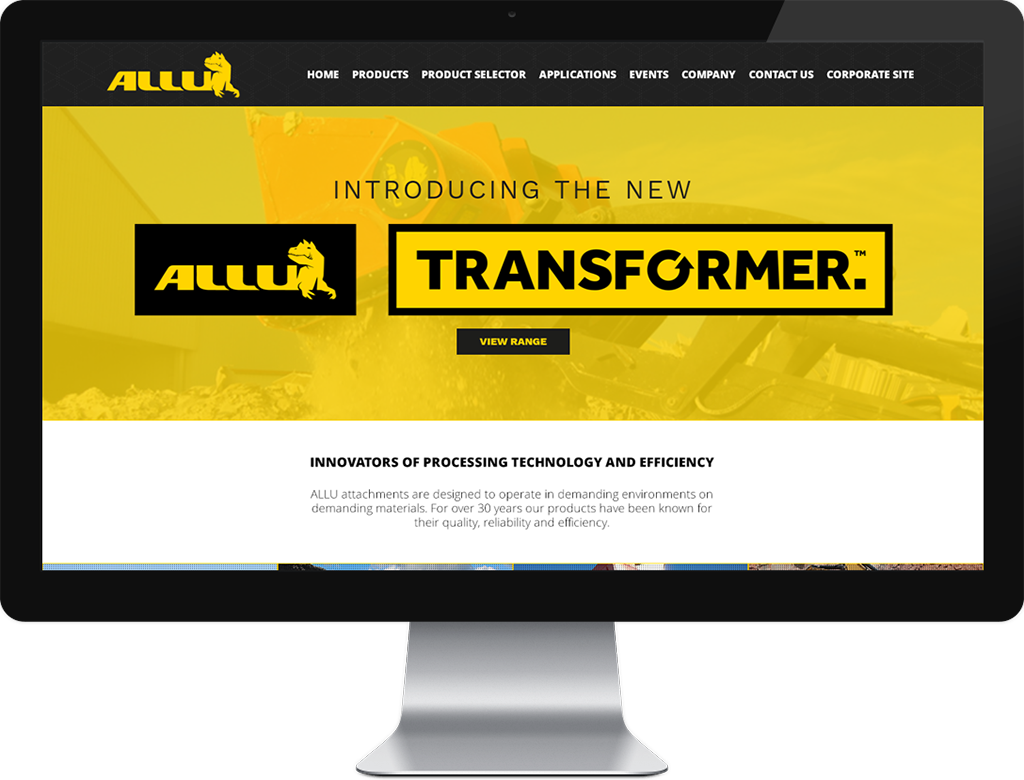 ALLU
HOME PRODUCTS PRODUCT SELECTOR APPLICATIONS EVENTS COMPANY CONTACT US CORPORATE SITE
INTRODUCING THE NEW
ALLU TRANSFORMER.™
VIEW RANGE
INNOVATORS OF PROCESSING TECHNOLOGY AND EFFICIENCY
ALLU attachments are designed to operate in demanding environments on
demanding materials. For over 30 years our products have been known for
their quality, reliability and efficiency.